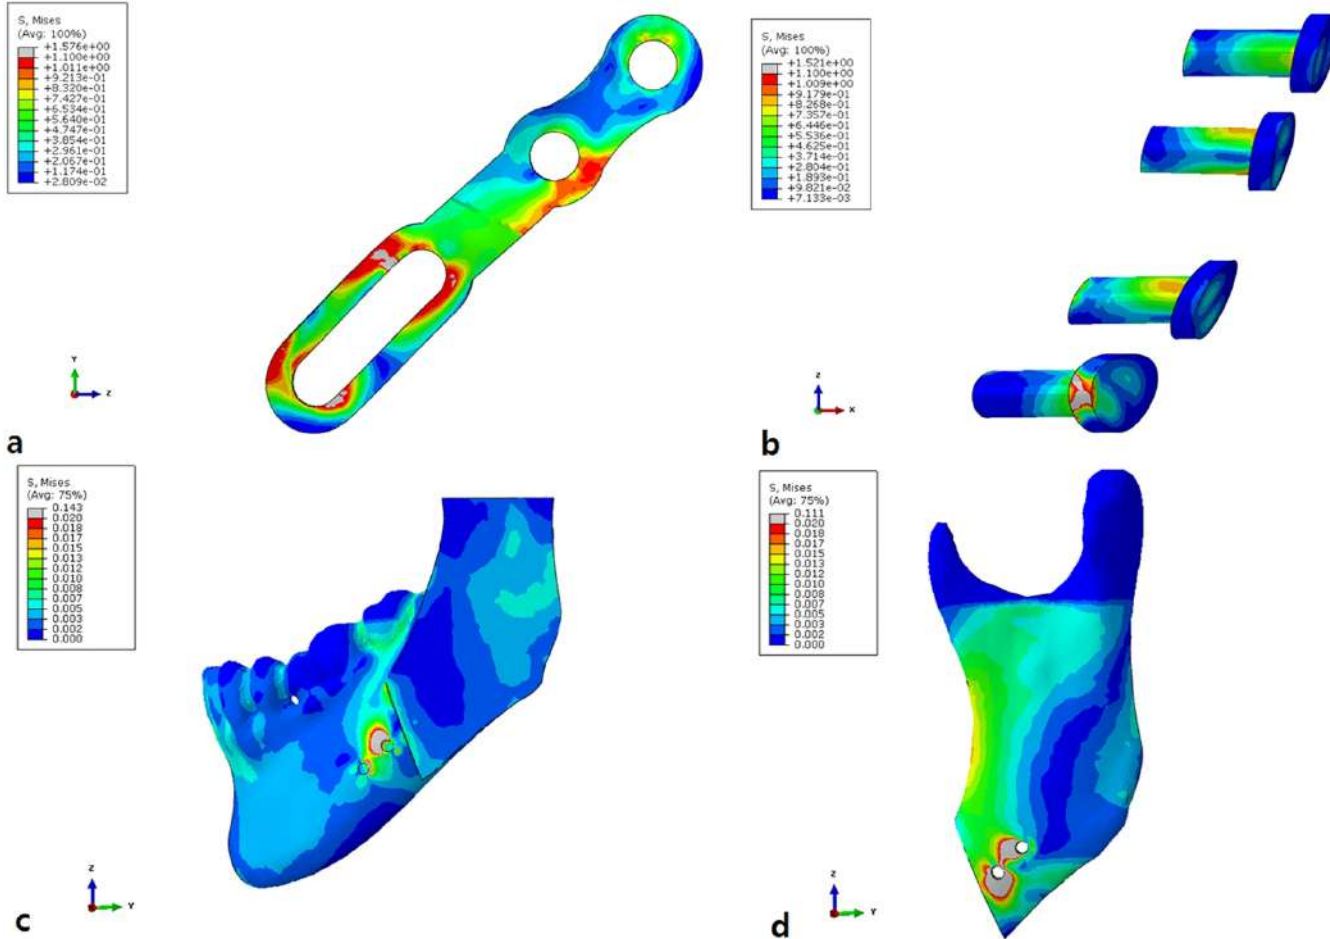 S, Mises
(Avg: 100%)
+1.576e+00
+1.100e+00
+1.011e+00
+9.213e-01
+8.320e-01
+7.427e-01
+6.534e-01
+5.640e-01
+4.747e-01
+3.854e-01
+2.961e-01
+2.067e-01
+1.174e-01
+2.809e-02
Y
Z
a
S, Mises
(Avg: 100%)
+1.521e+00
+1.100e+00
+1.009e+00
+9.179e-01
+8.268e-01
+7.357e-01
+6.446e-01
+5.536e-01
+4.625e-01
+3.714e-01
+2.804e-01
+1.893e-01
+9.821e-02
+7.133e-03
Z
X
b
S, Mises
(Avg: 75%)
0.143
0.020
0.018
0.017
0.015
0.013
0.012
0.010
0.008
0.007
0.005
0.003
0.002
0.000
Z
Y
c
S, Mises
(Avg: 75%)
0.111
0.020
0.018
0.017
0.015
0.013
0.012
0.010
0.008
0.007
0.005
0.003
0.002
0.000
Z
Y
d